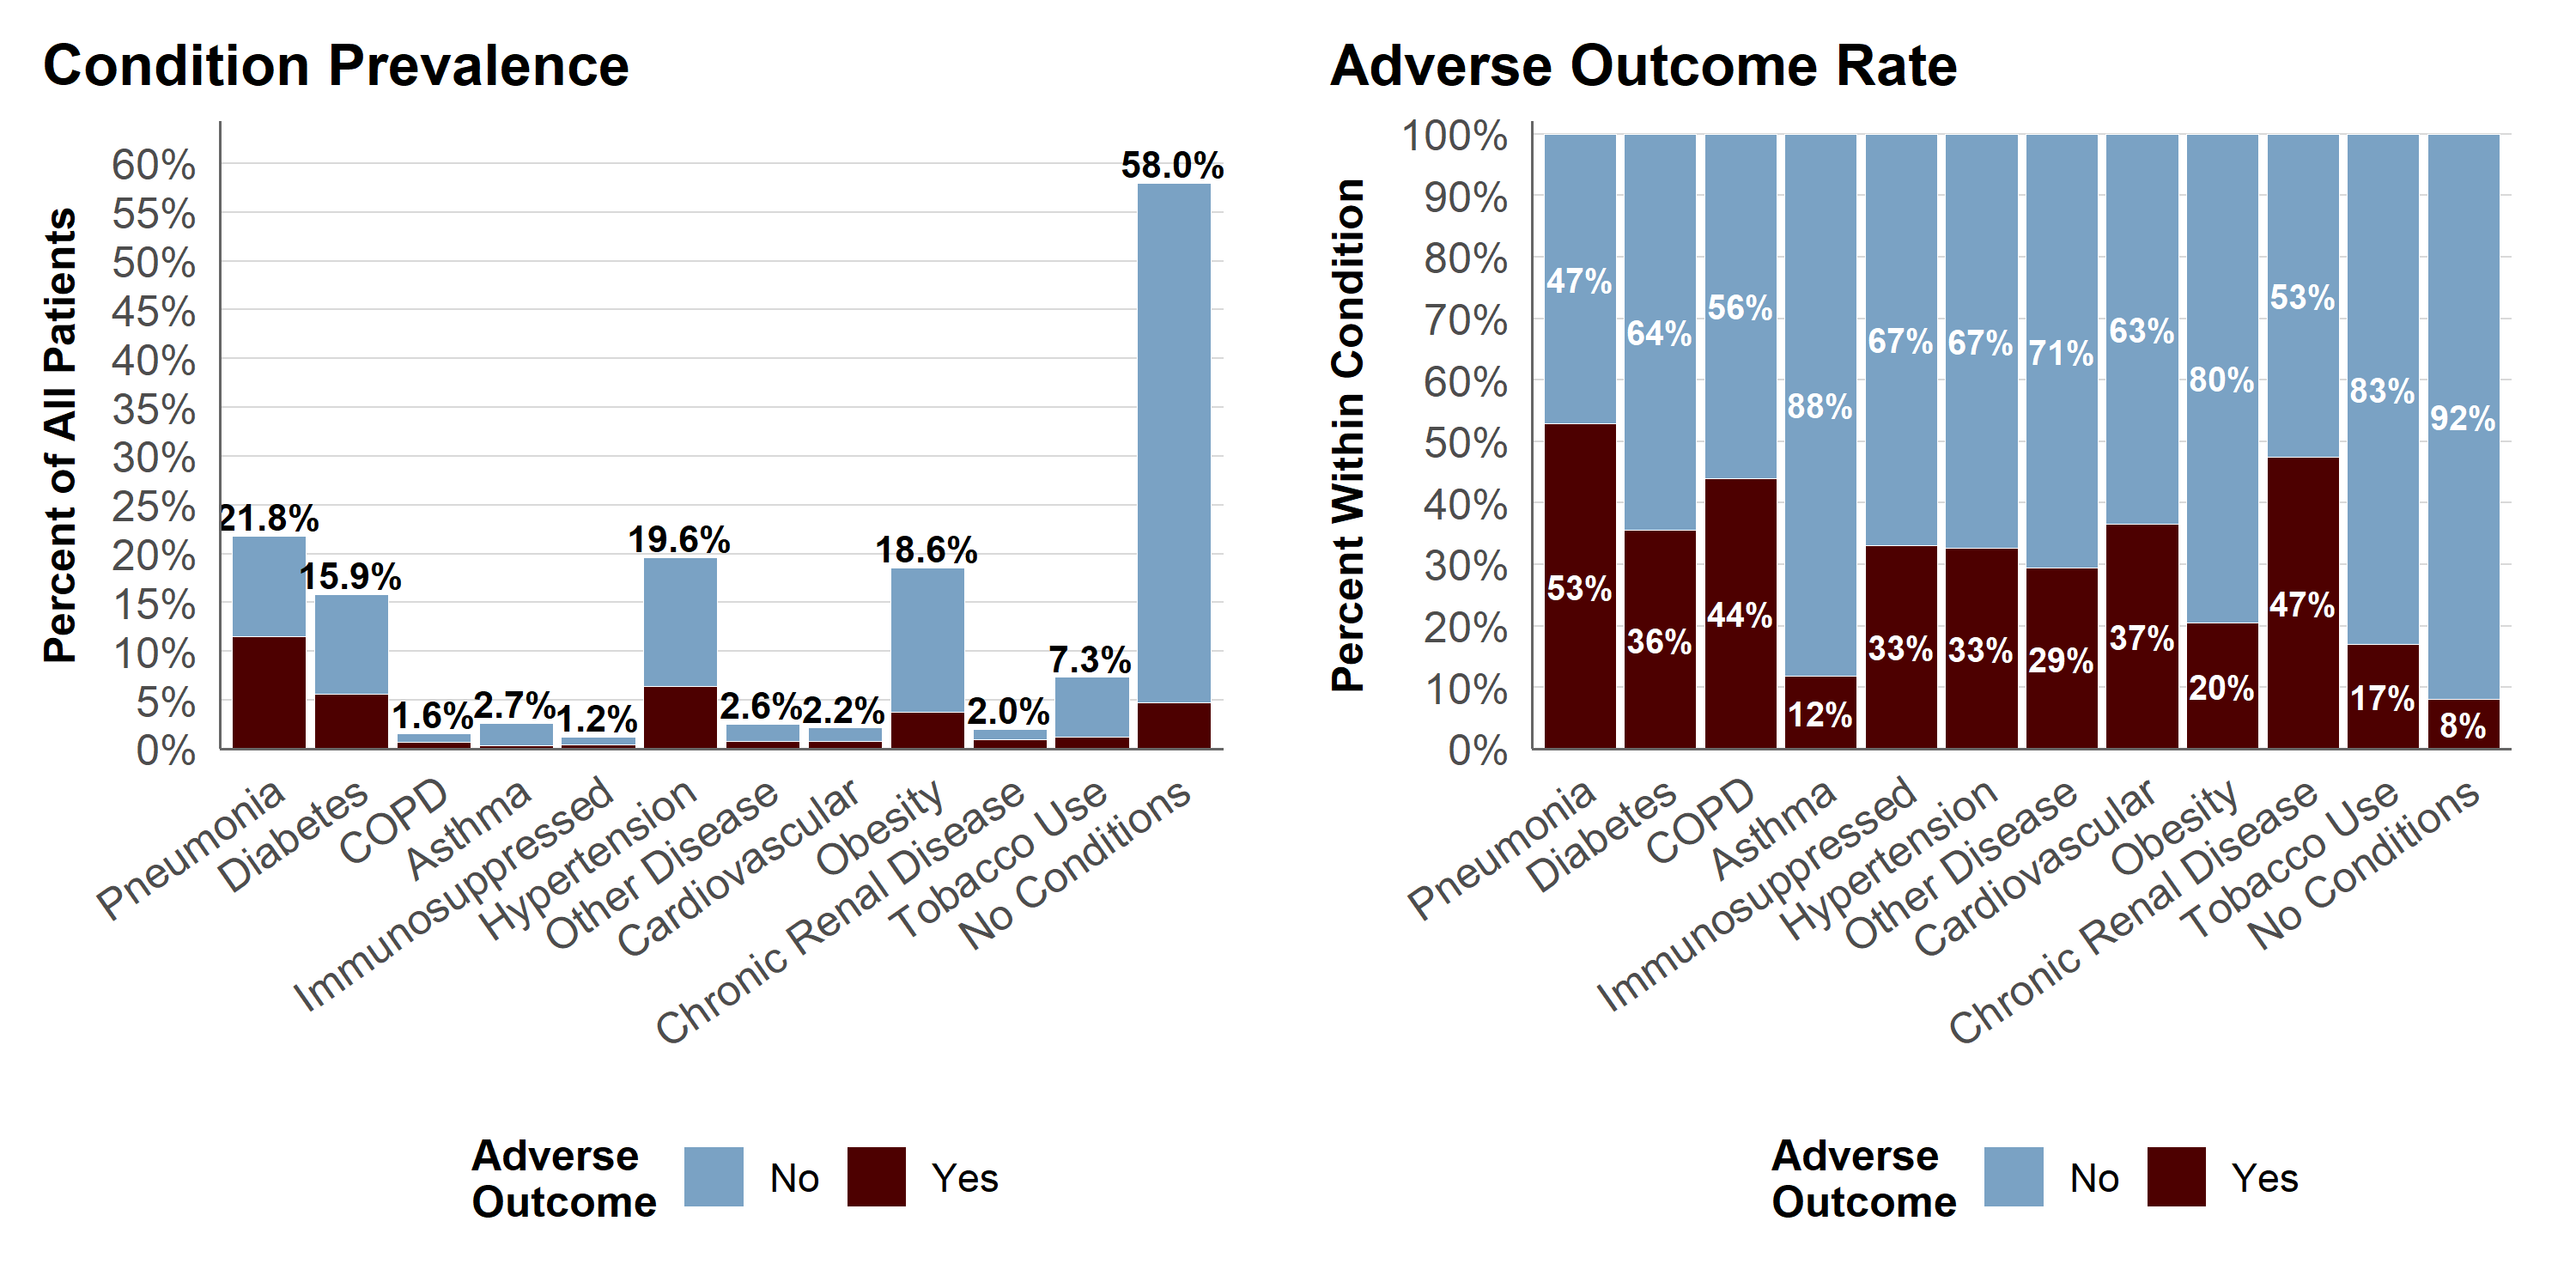 Condition Prevalence
Percent of All Patients
60%
55%
50%
45%
40%
35%
30%
25%
20%
15%
10%
5%
0%
21.8%
15.9%
1.6%
2.7%
1.2%
19.6%
2.6%
2.2%
18.6%
2.0%
7.3%
58.0%
Pneumonia
Diabetes
COPD
Asthma
Immunosuppressed
Hypertension
Other Disease
Cardiovascular
Obesity
Chronic Renal Disease
Tobacco Use
No Conditions
Adverse
Outcome
No
Yes
Adverse Outcome Rate
Percent Within Condition
100%
90%
80%
70%
60%
50%
40%
30%
20%
10%
0%
47%
64%
56%
88%
67%
67%
71%
63%
80%
53%
83%
92%
53%
36%
44%
12%
33%
33%
29%
37%
20%
47%
17%
8%
Pneumonia
Diabetes
COPD
Asthma
Immunosuppressed
Hypertension
Other Disease
Cardiovascular
Obesity
Chronic Renal Disease
Tobacco Use
No Conditions
Adverse
Outcome
No
Yes